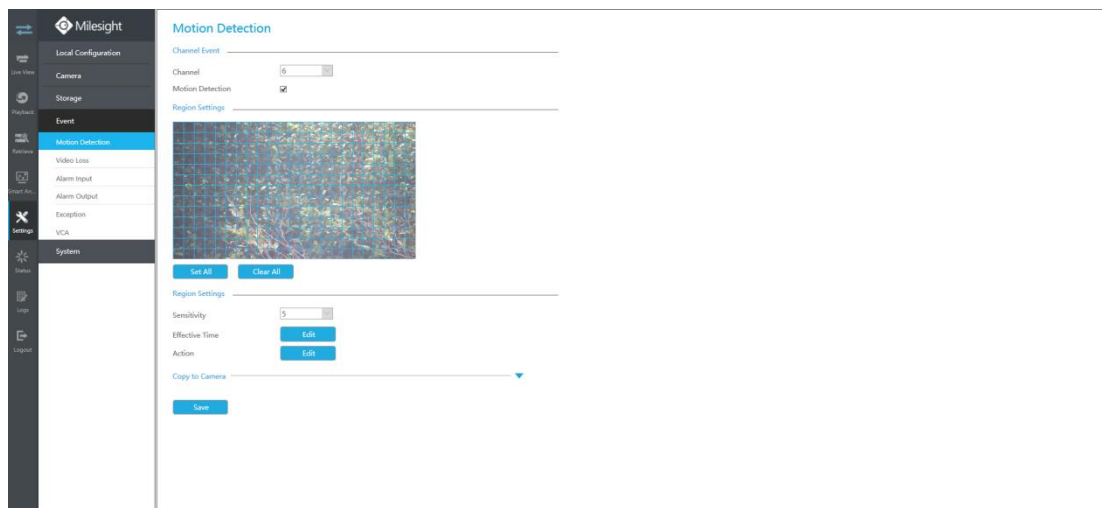 Milesight
Local Configuration
Camera
Storage
Event
Motion Detection
Video Loss
Alarm Input
Alarm Output
Exception
VCA
System
Live View
Playback
Retrieve
Smart An...
Settings
Status
Logs
Logout
Motion Detection
Channel Event
Channel 6
Motion Detection
Region Settings
Set All Clear All
Region Settings
Sensitivity 5
Effective Time Edit
Action Edit
Copy to Camera
Save